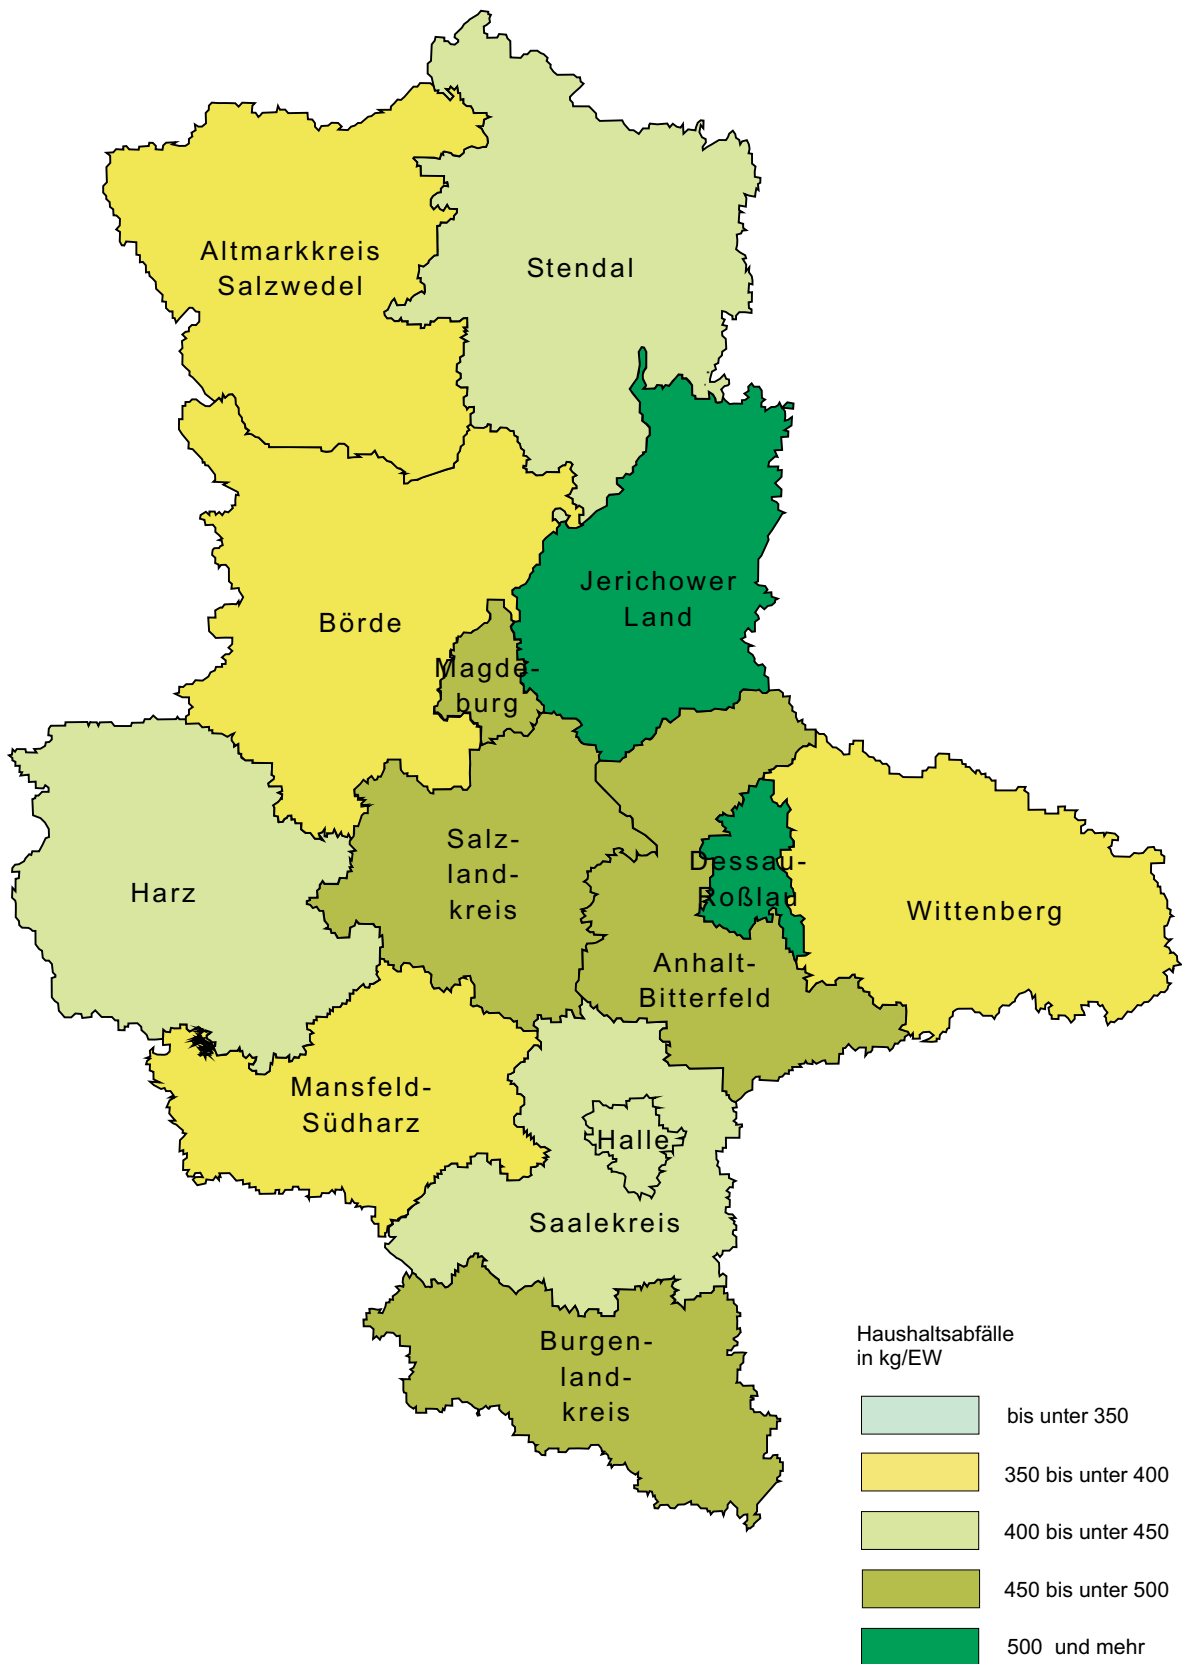 Altmarkkreis
Salzwedel
Stendal
Jerichower
Land
Börde
Magde-
burg
Salz-
land-
kreis
Harz
Dessau-
Roßlau
Wittenberg
Anhalt-
Bitterfeld
Mansfeld-
Südharz
Halle
Saalekreis
Burgen-
land-
kreis
Haushaltsabfälle
in kg/EW
bis unter 350
350 bis unter 400
400 bis unter 450
450 bis unter 500
500 und mehr